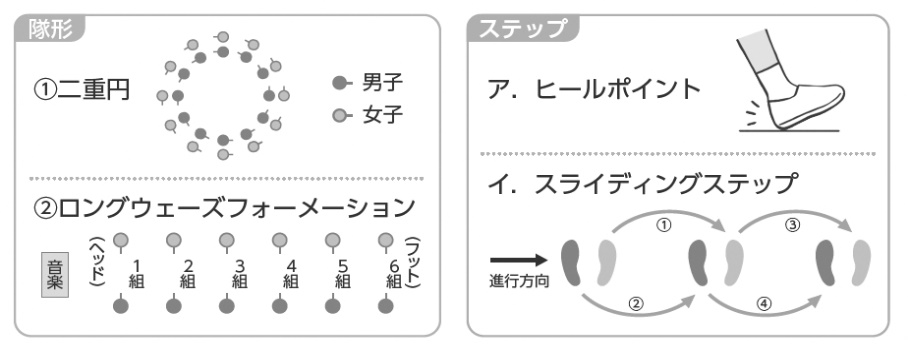 隊形
①二重円
男子
女子
②ロングウェーズフォーメーション
音楽
(ヘッド)
1組
2組
3組
4組
5組
6組
(フット)
ステップ
ア．ヒールポイント
イ．スライディングステップ
進行方向
①
③
②
④